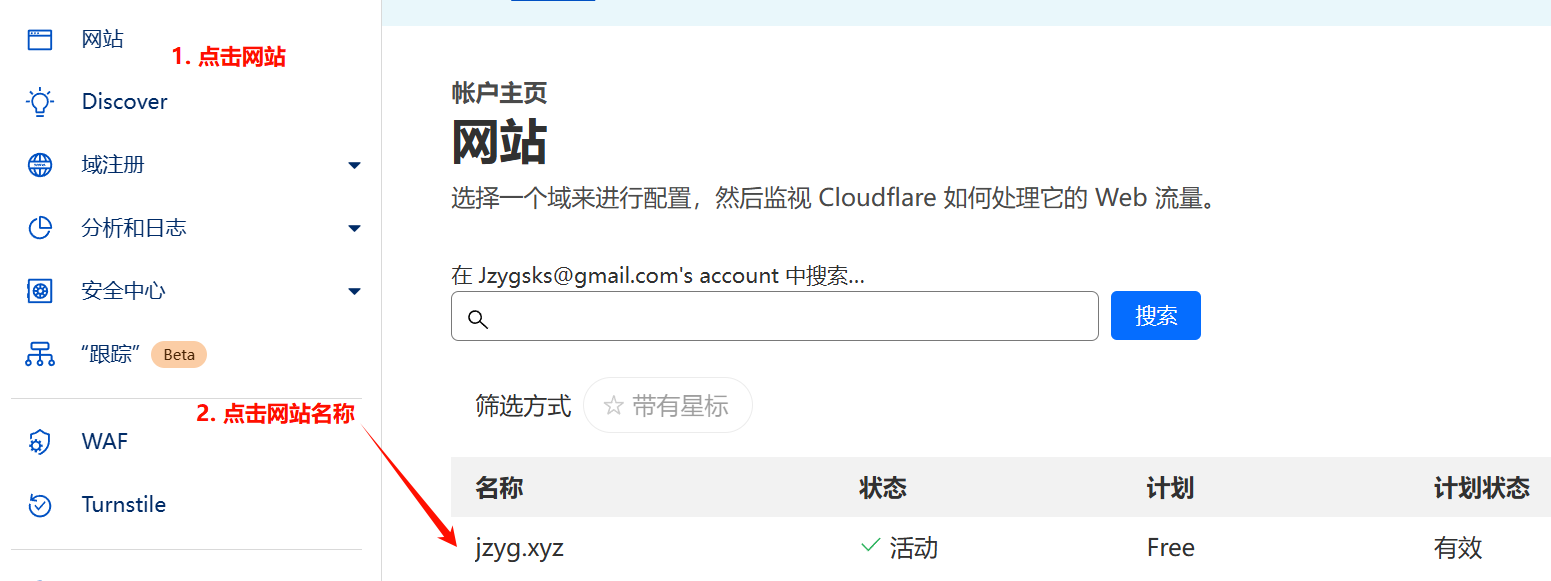 网站
1. 点击网站
Discover
域注册
分析和日志
安全中心
“跟踪” Beta
2. 点击网站名称
WAF
Turnstile
帐户主页
网站
选择一个域来进行配置，然后监视 Cloudflare 如何处理它的 Web 流量。
在 Jzygsks@gmail.com's account 中搜索...
搜索
筛选方式 带有星标
名称 状态 计划 计划状态
jzyg.xyz 活动 Free 有效